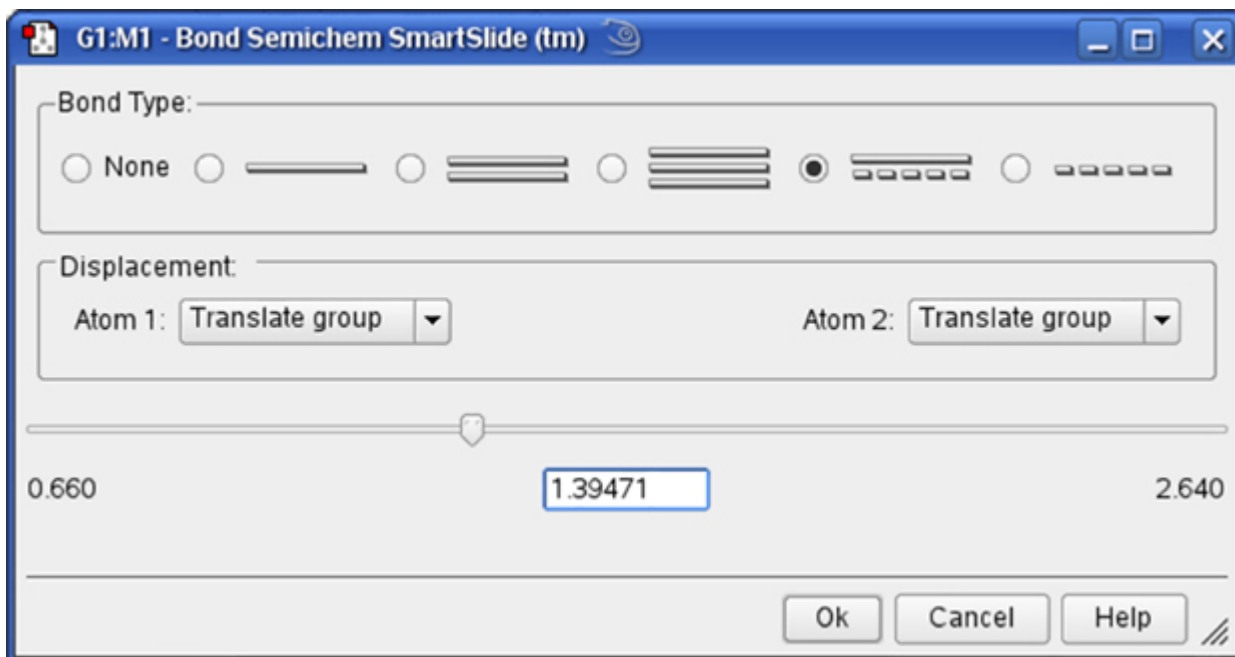 G1:M1 - Bond Semichem SmartSlide (tm)
Bond Type:
None
Displacement:
Atom 1: Translate group Atom 2: Translate group
0.660 1.39471 2.640
Ok Cancel Help